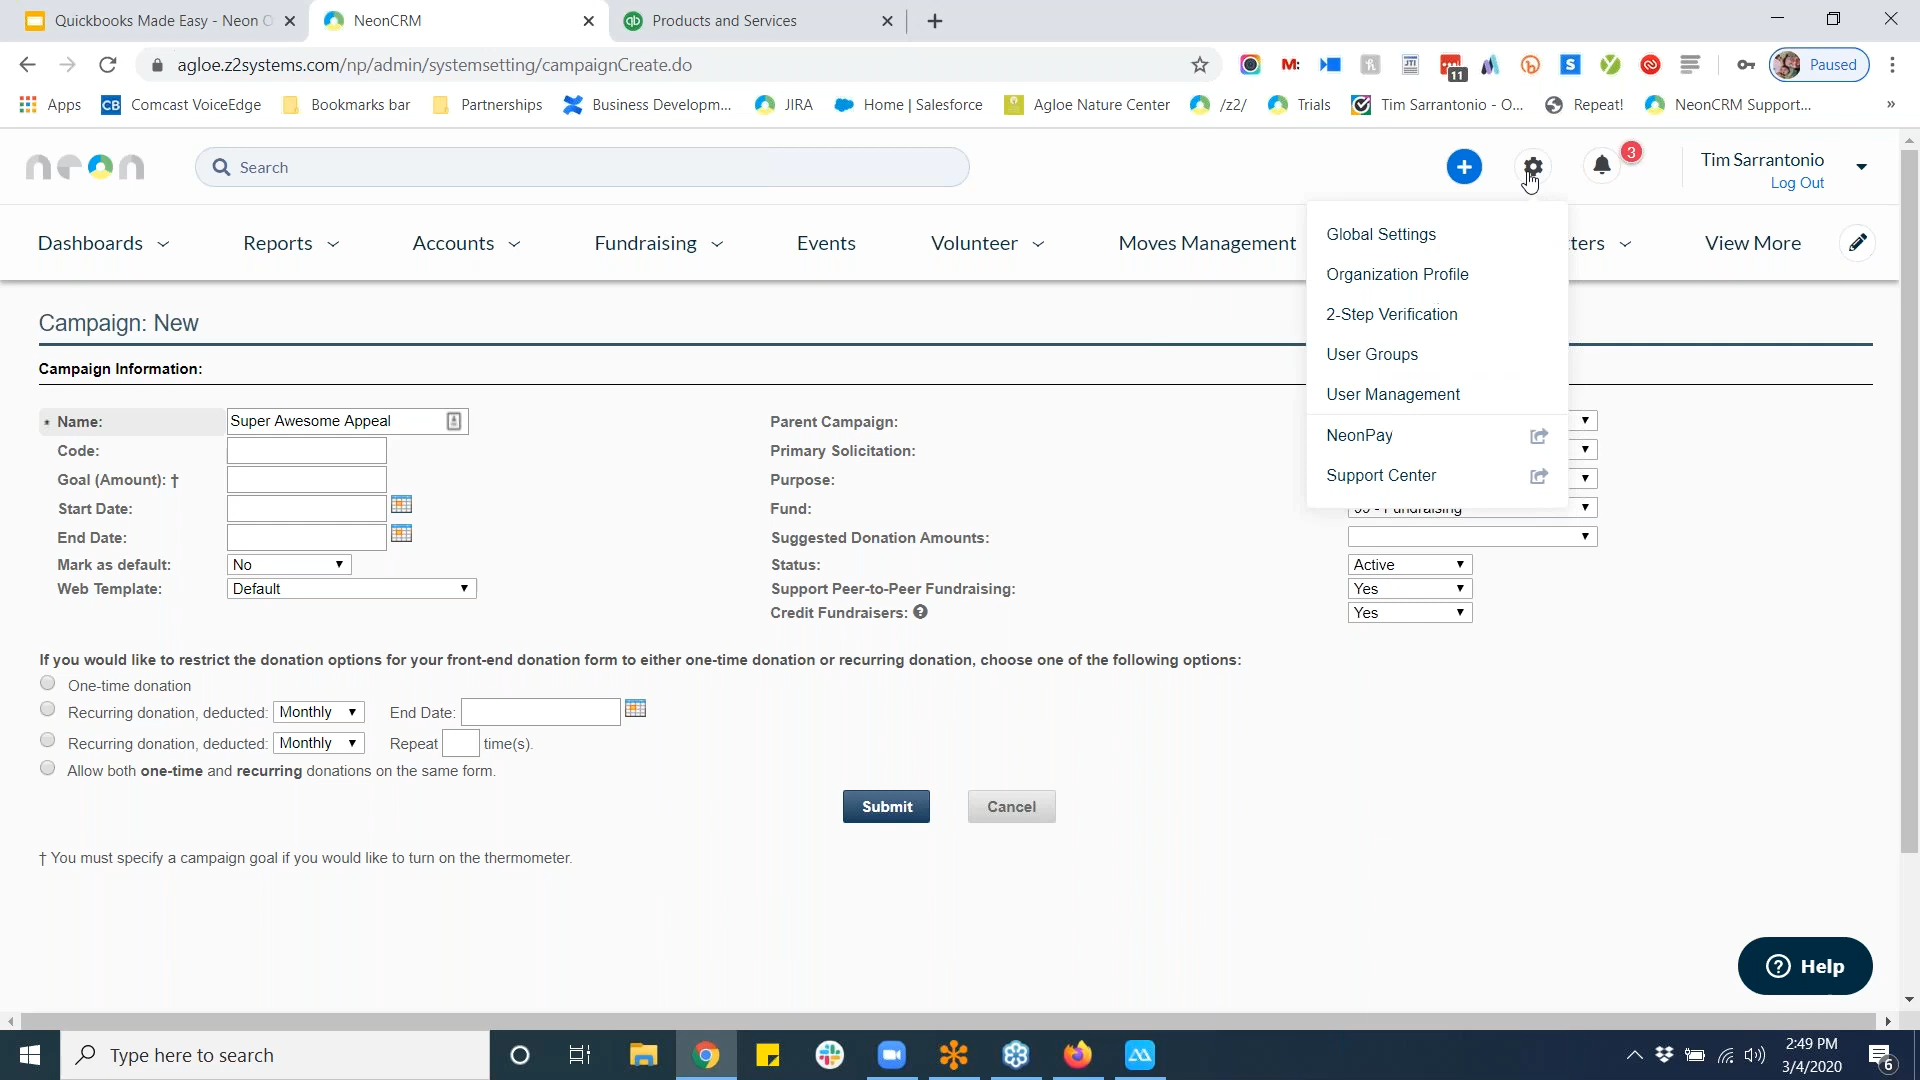 Quickbooks Made Easy - Neon
NeonCRM
Products and Services
agloe.z2systems.com/np/admin/systemsetting/campaignCreate.do
M:
JTI
11
S
Paused
Apps
CB Comcast VoiceEdge
Bookmarks bar
Partnerships
Business Developm...
JIRA
Home | Salesforce
Agloe Nature Center
/z2/
Trials
Tim Sarrantonio - O...
Repeat!
NeonCRM Support...
»
neon
Search
3
Tim Sarrantonio
Log Out
Dashboards
Reports
Accounts
Fundraising
Events
Volunteer
Moves Management
ters
View More
Global Settings
Organization Profile
2-Step Verification
User Groups
User Management
NeonPay
Support Center
Campaign: New
Campaign Information:
* Name: Super Awesome Appeal
Parent Campaign:
Code:
Primary Solicitation:
Goal (Amount): †
Purpose:
Start Date:
Fund: 99 - Fundraising
End Date:
Suggested Donation Amounts:
Mark as default: No
Status: Active
Web Template: Default
Support Peer-to-Peer Fundraising: Yes
Credit Fundraisers: ? Yes
If you would like to restrict the donation options for your front-end donation form to either one-time donation or recurring donation, choose one of the following options:
One-time donation
Recurring donation, deducted: Monthly End Date:
Recurring donation, deducted: Monthly Repeat time(s).
Allow both one-time and recurring donations on the same form.
Submit
Cancel
† You must specify a campaign goal if you would like to turn on the thermometer.
? Help
Type here to search
2:49 PM
3/4/2020
6